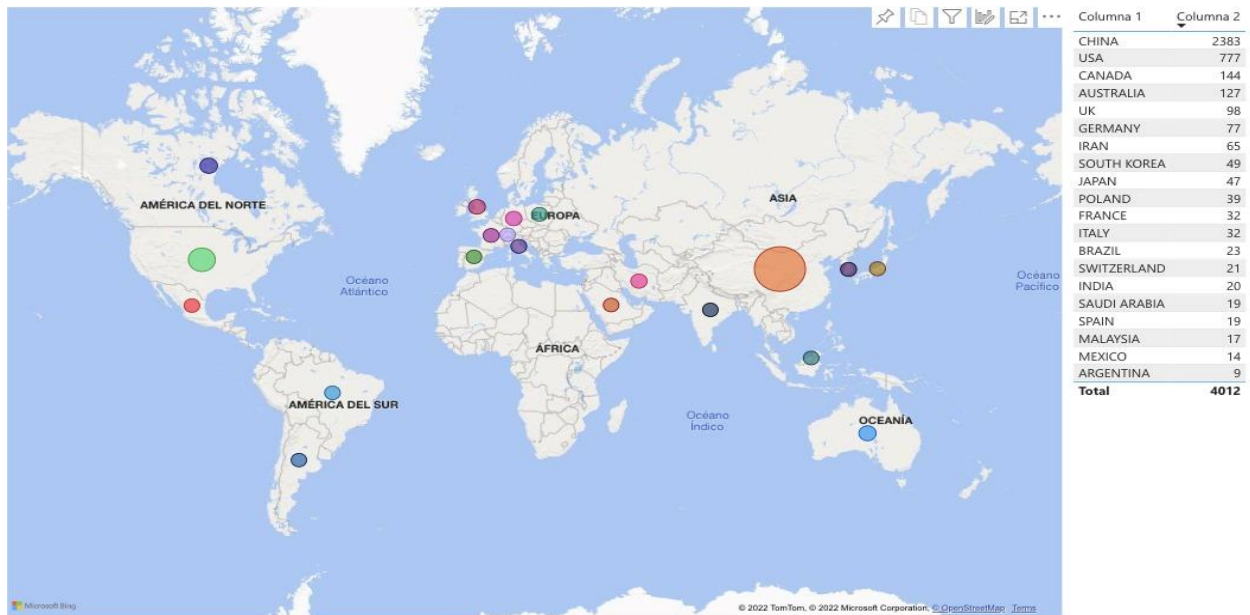 Columna 1 Columna 2
CHINA 2383
USA 777
CANADA 144
AUSTRALIA 127
UK 98
GERMANY 77
IRAN 65
SOUTH KOREA 49
JAPAN 47
POLAND 39
FRANCE 32
ITALY 32
BRAZIL 23
SWITZERLAND 21
INDIA 20
SAUDI ARABIA 19
SPAIN 19
MALAYSIA 17
MEXICO 14
ARGENTINA 9
Total 4012
AMÉRICA DEL NORTE
EUROPA
ASIA
Océano
Atlántico
Océano
Pacífico
ÁFRICA
AMÉRICA DEL SUR
Océano
Índico
OCEANÍA
Microsoft Bing
© 2022 TomTom, © 2022 Microsoft Corporation, © OpenStreetMap Terms